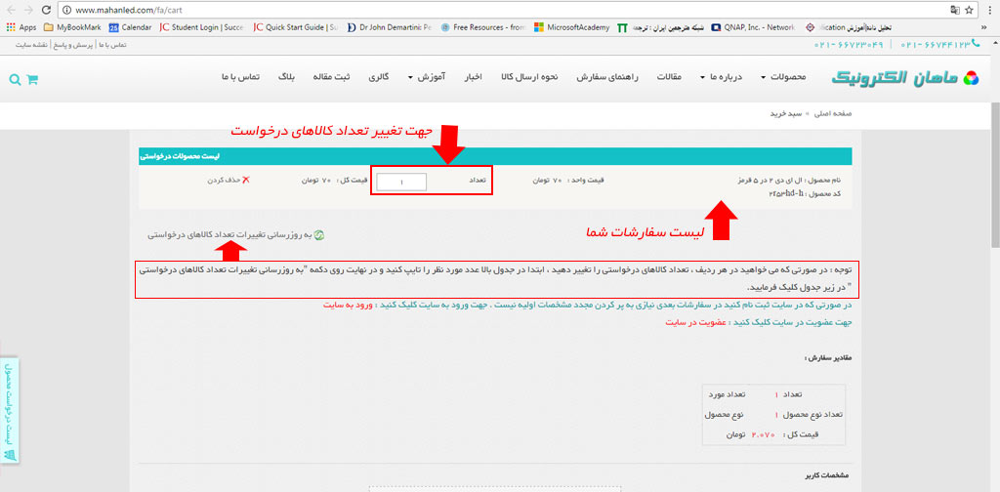 www.mahanled.com/fa/cart
Apps MyBookMark Calendar Student Login | Succe Quick Start Guide | Su Dr John Demartini: Pe Free Resources - from MicrosoftAcademy شبکه مترجمین ایران : ترجمه QNAP, Inc. - Network
۰۲۱- ۶۶۷۲۳۰۴۹ | ۰۲۱- ۶۶۷۴۴۱۲۳
تماس با ما | پرسش و پاسخ | نقشه سایت
ماهان الکترونیک
محصولات درباره ما مقالات راهنمای سفارش نحوه ارسال کالا اخبار آموزش گالری ثبت مقاله بلاگ تماس با ما
صفحه اصلی » سبد خرید
جهت تغییر تعداد کالاهای درخواست
لیست محصولات درخواستی
نام محصول : ال ای دی ۲ در ۵ قرمز قیمت واحد : ۷۰ تومان تعداد ۱ قیمت کل : ۷۰ تومان حذف کردن
کد محصول : ۲۲۵۳hd-h
لیست سفارشات شما
به روزرسانی تغییرات تعداد کالاهای درخواستی
توجه : در صورتی که می خواهید در هر ردیف ، تعداد کالاهای درخواستی را تغییر دهید ، ابتدا در جدول بالا عدد مورد نظر را تایپ کنید و در نهایت روی دکمه "به روزرسانی تغییرات تعداد کالاهای درخواستی
" در زیر جدول کلیک فرمایید.
در صورتی که در سایت ثبت نام کنید در سفارشات بعدی نیازی به پر کردن مجدد مشخصات اولیه نیست . جهت ورود به سایت کلیک کنید : ورود به سایت
جهت عضویت در سایت کلیک کنید : عضویت در سایت
مقادیر سفارش :
تعداد ۱ تعداد مورد
تعداد نوع محصول ۱ نوع محصول
قیمت کل : ۲.۰۷۰ تومان
مشخصات کاربر
لیست درخواست محصول